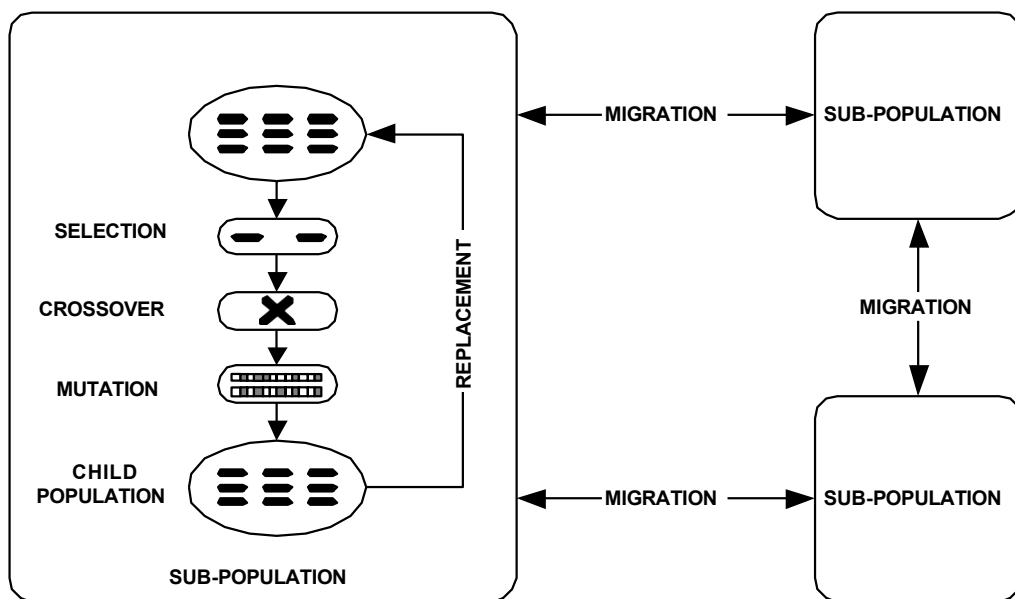 MIGRATION
SUB-POPULATION
SELECTION
CROSSOVER
REPLACEMENT
MIGRATION
MUTATION
CHILD
POPULATION
MIGRATION
SUB-POPULATION
SUB-POPULATION